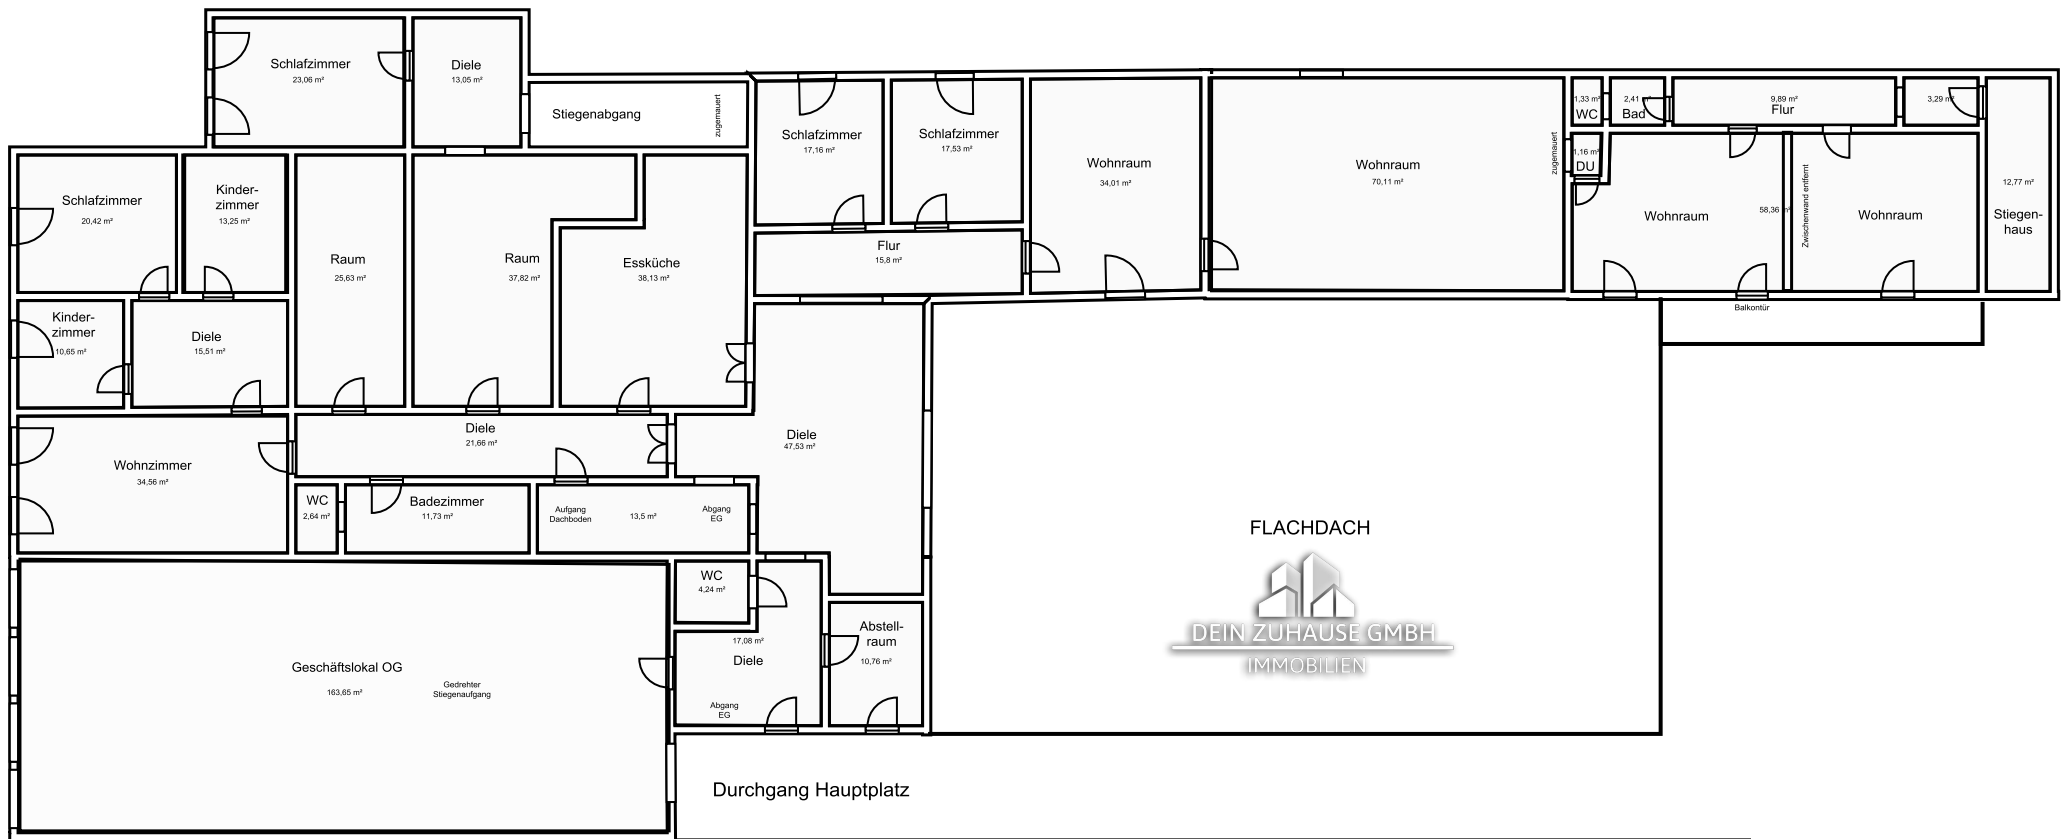 Schlafzimmer
23,06 m²
Diele
13,05 m²
Stiegenabgang
zugemauert
Schlafzimmer
17,16 m²
Schlafzimmer
17,53 m²
Wohnraum
34,01 m²
Wohnraum
70,11 m²
zugemauert
1,33 m²
WC
2,41 m²
Bad
9,89 m²
Flur
3,29 m²
1,16 m²
DU
Wohnraum
58,36 m²
Zwischenwand entfernt
Wohnraum
12,77 m²
Stiegen-
haus
Balkontür
Schlafzimmer
20,42 m²
Kinder-
zimmer
13,25 m²
Raum
25,63 m²
Raum
37,82 m²
Essküche
38,13 m²
Flur
15,8 m²
Kinder-
zimmer
10,65 m²
Diele
15,51 m²
Wohnzimmer
34,56 m²
Diele
21,66 m²
Diele
47,53 m²
WC
2,64 m²
Badezimmer
11,73 m²
Aufgang
Dachboden
13,5 m²
Abgang
EG
FLACHDACH
DEIN ZUHAUSE GMBH
IMMOBILIEN
WC
4,24 m²
17,08 m²
Diele
Abgang
EG
Abstell-
raum
10,76 m²
Geschäftslokal OG
163,65 m²
Gedrehter
Stiegenaufgang
Durchgang Hauptplatz